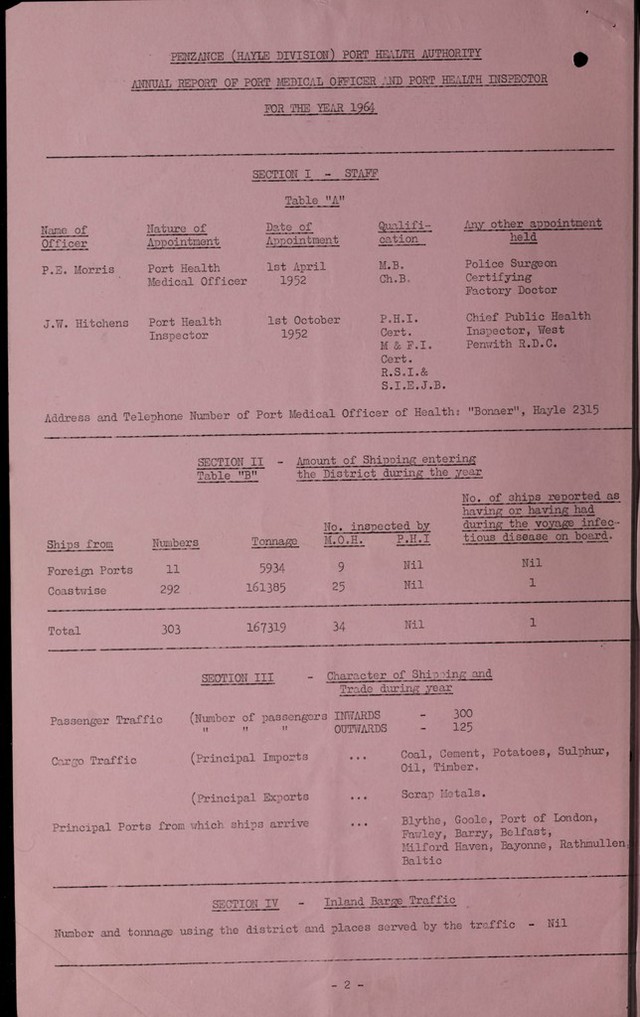 PENZANCE (HAYLE DIVISION) PORT HEALTH AUTHORITY
ANNUAL REPORT OF PORT MEDICAL OFFICER AND PORT HEALTH INSPECTOR
FOR THE YEAR 1964
SECTION I - STAFF
Table "A"
Name of Officer Nature of Appointment Date of Appointment Qualifi-cation Any other appointment held
P.E. Morris Port Health Medical Officer 1st April 1952 M.B. Ch.B. Police Surgeon Certifying Factory Doctor
J.W. Hitchens Port Health Inspector 1st October 1952 P.H.I. Cert. M & F.I. Cert. R.S.I.& S.I.E.J.B. Chief Public Health Inspector, West Penwith R.D.C.
Address and Telephone Number of Port Medical Officer of Health: "Bonaer", Hayle 2315
SECTION II - Amount of Shipping entering
Table "B" the District during the year
No. of ships reported as
having or having had
No. inspected by during the voyage infec-
Ships from Numbers Tonnage M.O.H. P.H.I tious disease on board.
Foreign Ports 11 5934 9 Nil Nil
Coastwise 292 161385 25 Nil 1
Total 303 167319 34 Nil 1
SECTION III - Character of Shipping and
Trade during year
Passenger Traffic (Number of passengers INWARDS - 300
" " " OUTWARDS - 125
Cargo Traffic (Principal Imports ... Coal, Cement, Potatoes, Sulphur,
Oil, Timber.
(Principal Exports ... Scrap Metals.
Principal Ports from which ships arrive ... Blythe, Goole, Port of London,
Fawley, Barry, Belfast,
Milford Haven, Bayonne, Rathmullen,
Baltic
SECTION IV - Inland Barge Traffic
Number and tonnage using the district and places served by the traffic - Nil
- 2 -